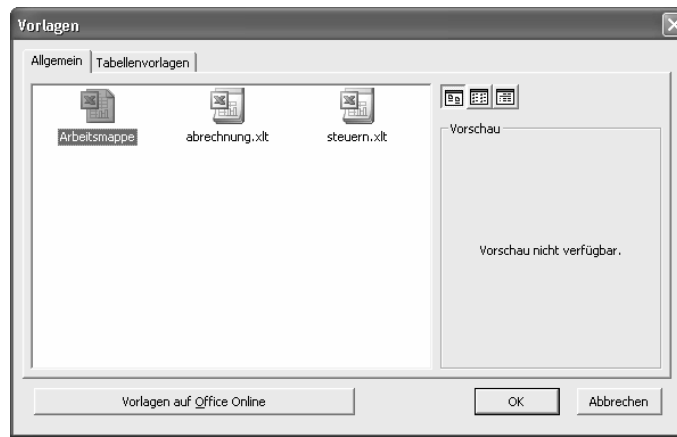 Vorlagen
Allgemein
Tabellenvorlagen
Arbeitsmappe
abrechnung.xlt
steuern.xlt
Vorschau
Vorschau nicht verfügbar.
Vorlagen auf Office Online
OK
Abbrechen